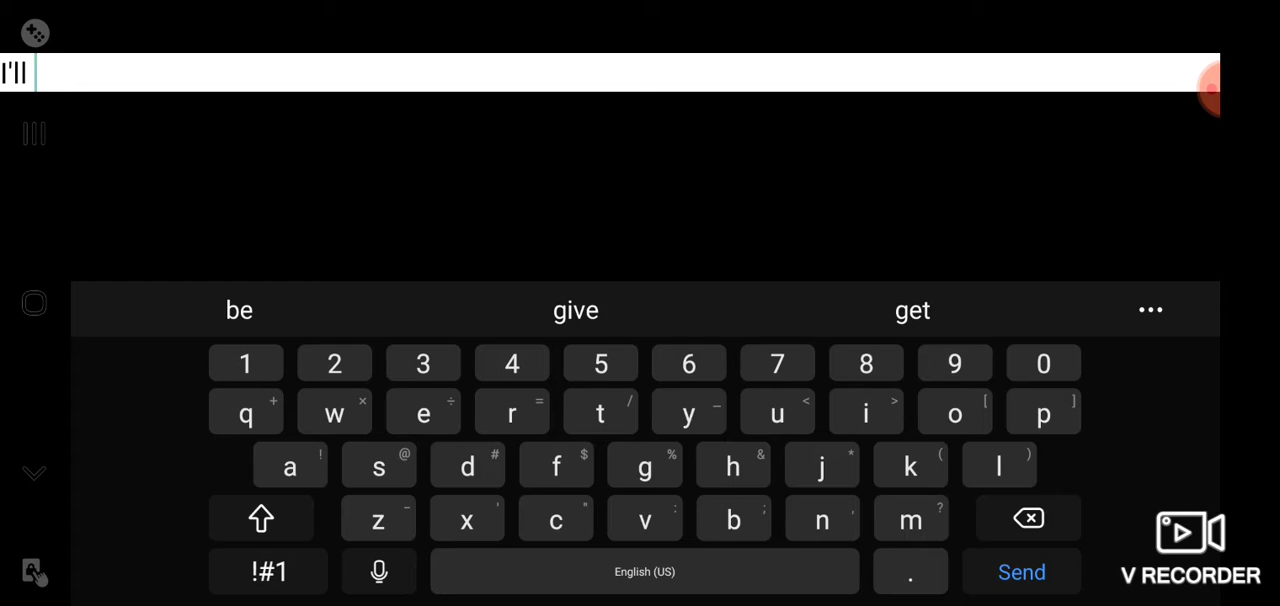 I'll
be give get
1 2 3 4 5 6 7 8 9 0
q + w × e ÷ r = t / y _ u < i > o [ p ]
a ! s @ d # f $ g % h & j * k ( l )
z - x ' c " v : b ; n , m ?
!#1 English (US) . Send
V RECORDER